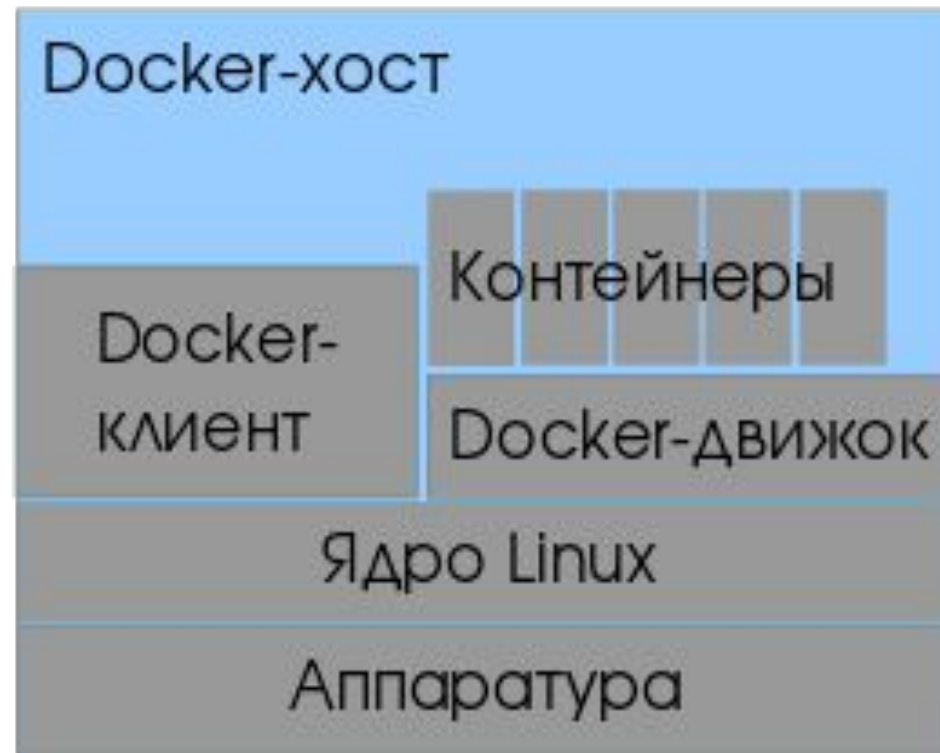 Docker-хост
Контейнеры
Docker-
клиент
Docker-движок
Ядро Linux
Аппаратура